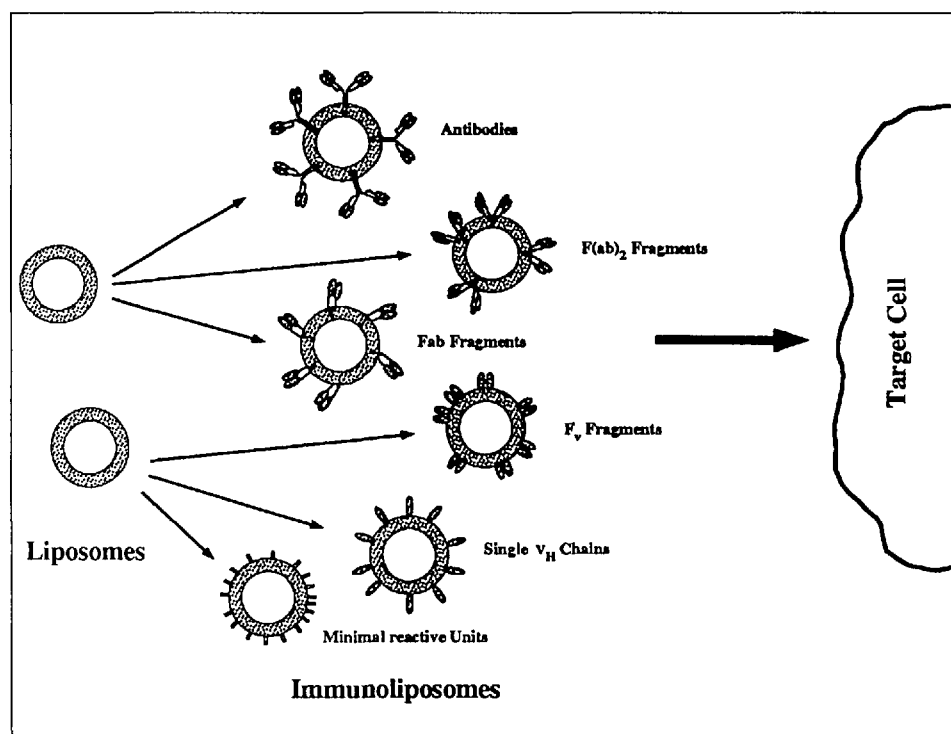 Antibodies
F(ab)2 Fragments
Fab Fragments
Fv Fragments
Liposomes
Single VH Chains
Minimal reactive Units
Immunoliposomes
Target Cell